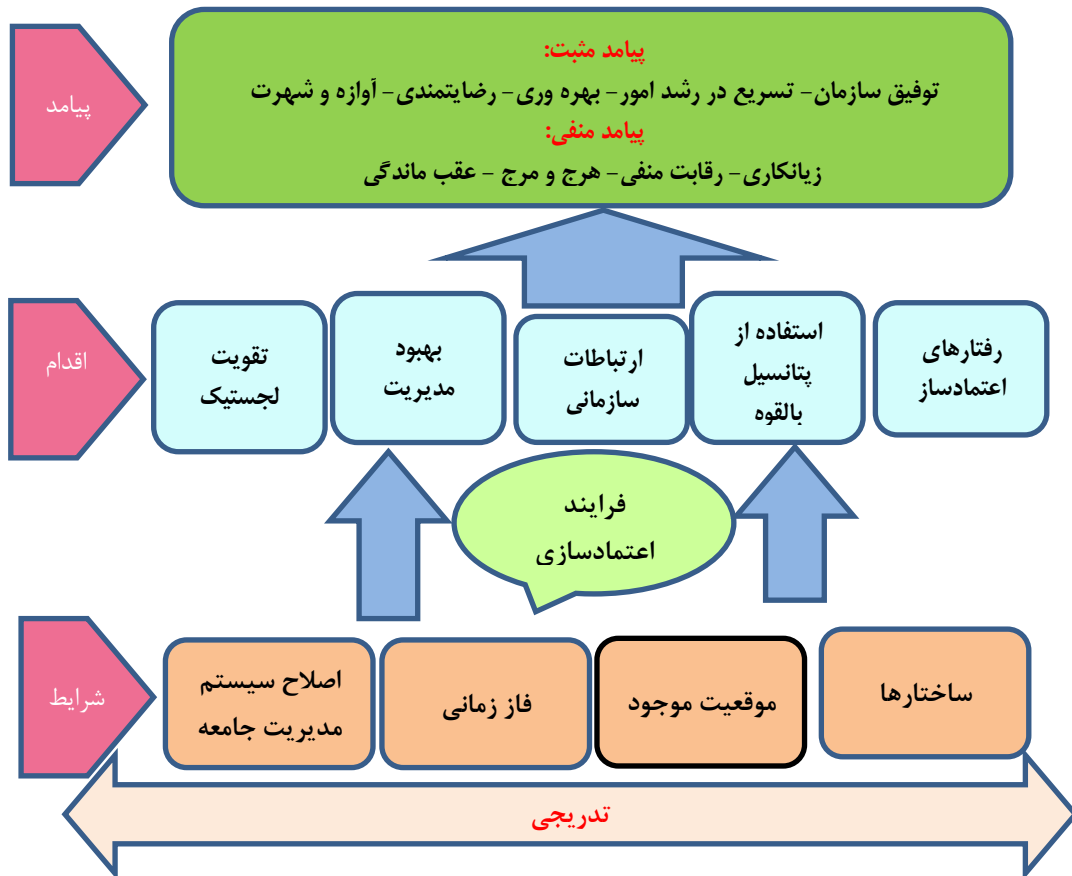 پیامد
پیامد مثبت:
توفیق سازمان- تسریع در رشد امور- بهره وری- رضایتمندی- آوازه و شهرت
پیامد منفی:
زیانکاری- رقابت منفی- هرج و مرج - عقب ماندگی
اقدام
رفتارهای
اعتمادساز
استفاده از
پتانسیل
بالقوه
ارتباطات
سازمانی
بهبود
مدیریت
تقویت
لجستیک
فرایند
اعتمادسازی
شرایط
ساختارها
موقعیت موجود
فاز زمانی
اصلاح سیستم
مدیریت جامعه
تدریجی